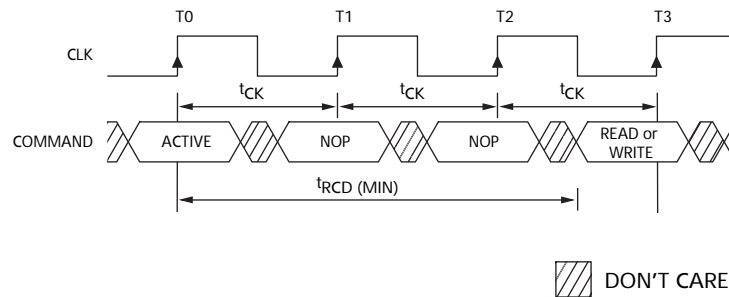 T0 T1 T2 T3
CLK
tCK tCK tCK
COMMAND ACTIVE NOP NOP READ or
WRITE
tRCD (MIN)
DON'T CARE